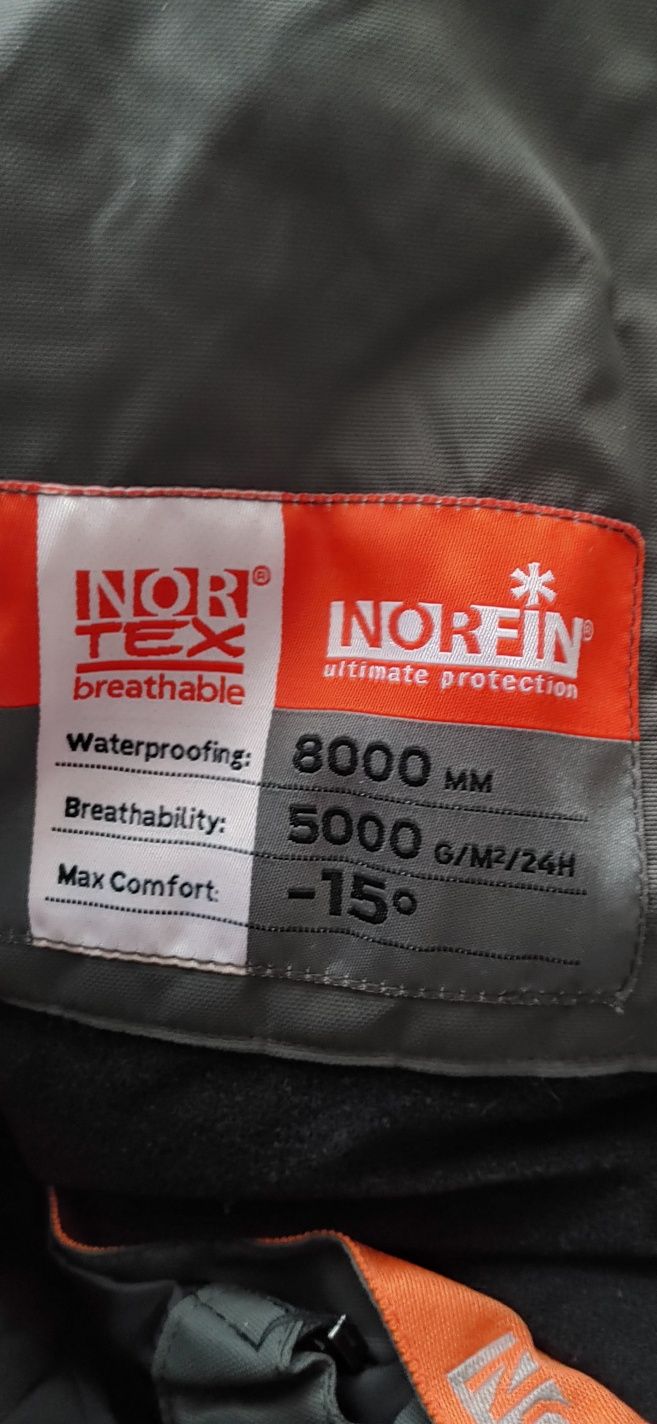 NOR®
TEX
breathable
NORFIN®
ultimate protection
Waterproofing: 8000 MM
Breathability: 5000 G/M²/24H
Max Comfort: -15°